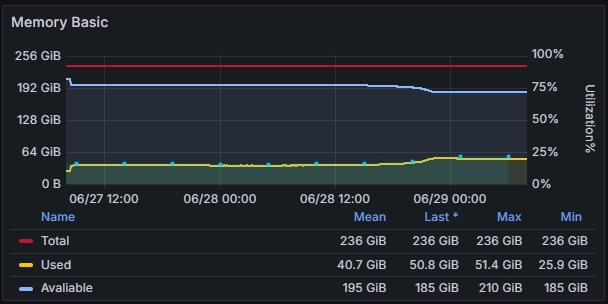 Memory Basic
256 GiB 100%
192 GiB 75%
128 GiB 50%
64 GiB 25%
0 B 0%
Utilization%
06/27 12:00 06/28 00:00 06/28 12:00 06/29 00:00
Name Mean Last * Max Min
Total 236 GiB 236 GiB 236 GiB 236 GiB
Used 40.7 GiB 50.8 GiB 51.4 GiB 25.9 GiB
Avaliable 195 GiB 185 GiB 210 GiB 185 GiB